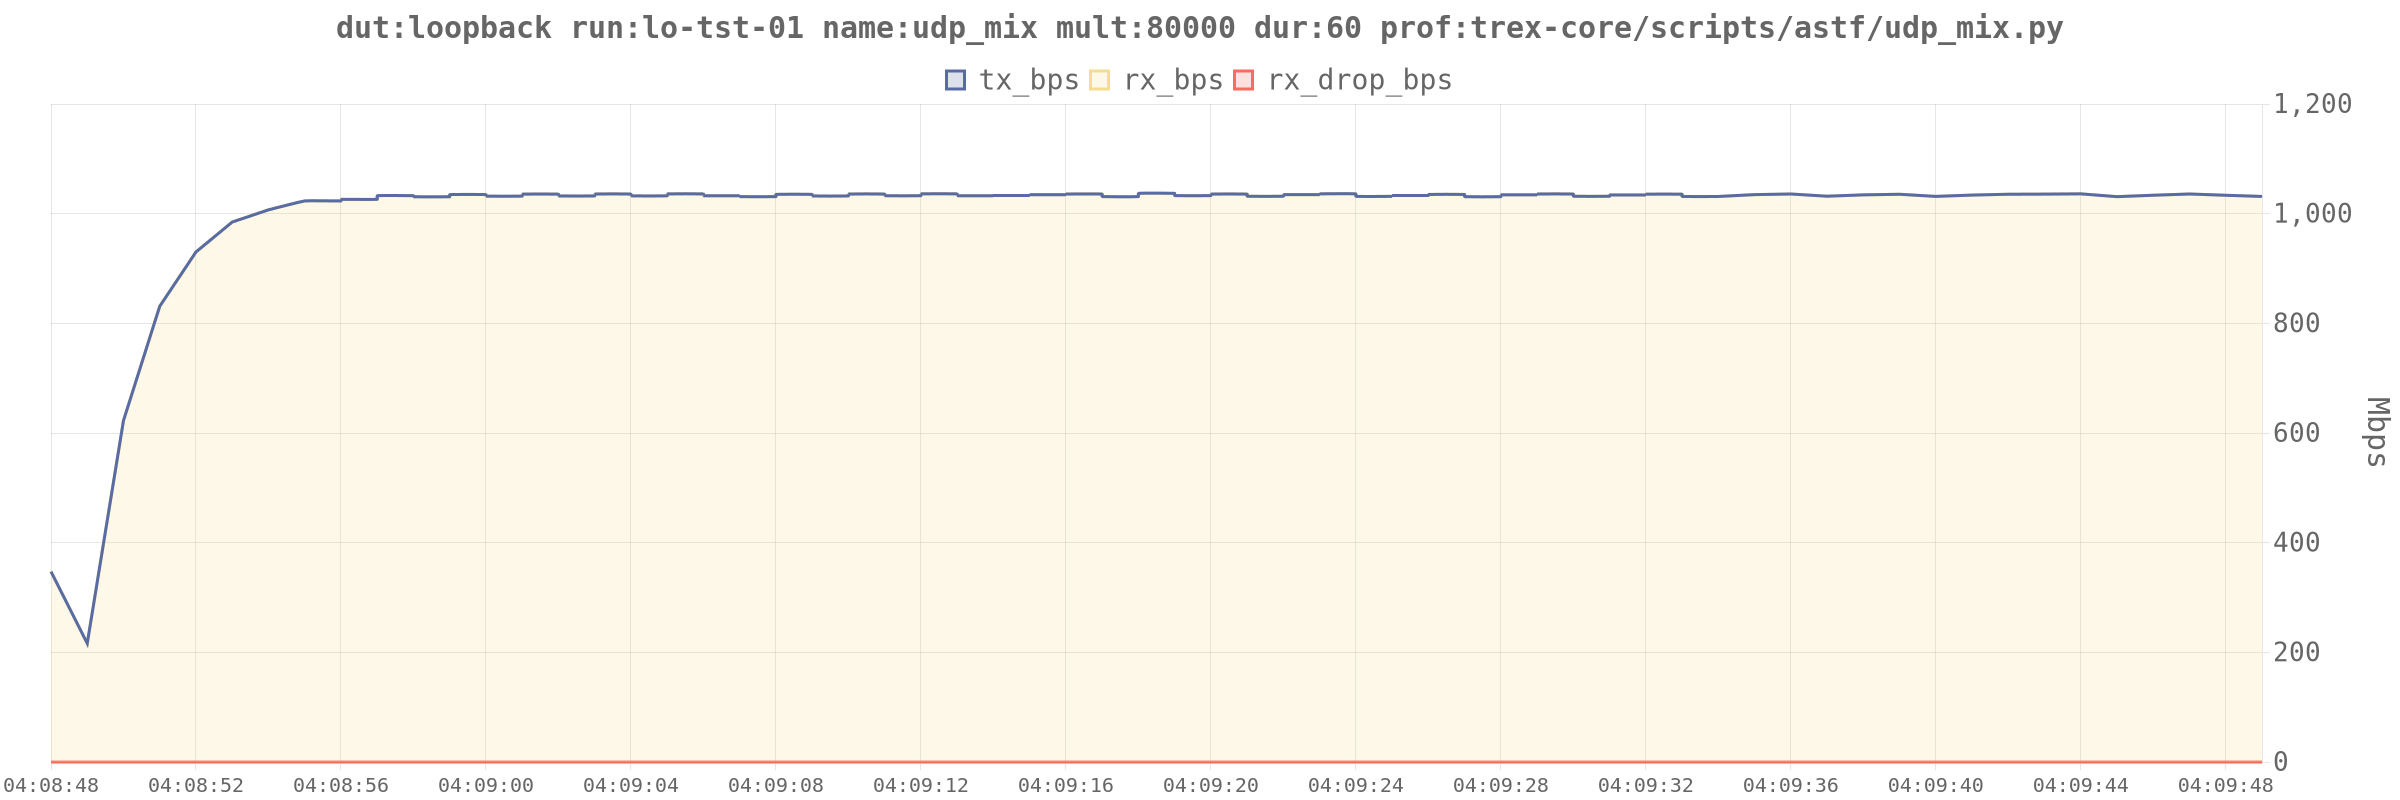 dut:loopback run:lo-tst-01 name:udp_mix mult:80000 dur:60 prof:trex-core/scripts/astf/udp_mix.py
tx_bps rx_bps rx_drop_bps
1,200
1,000
800
600
400
200
0
Mbps
04:08:48 04:08:52 04:08:56 04:09:00 04:09:04 04:09:08 04:09:12 04:09:16 04:09:20 04:09:24 04:09:28 04:09:32 04:09:36 04:09:40 04:09:44 04:09:48